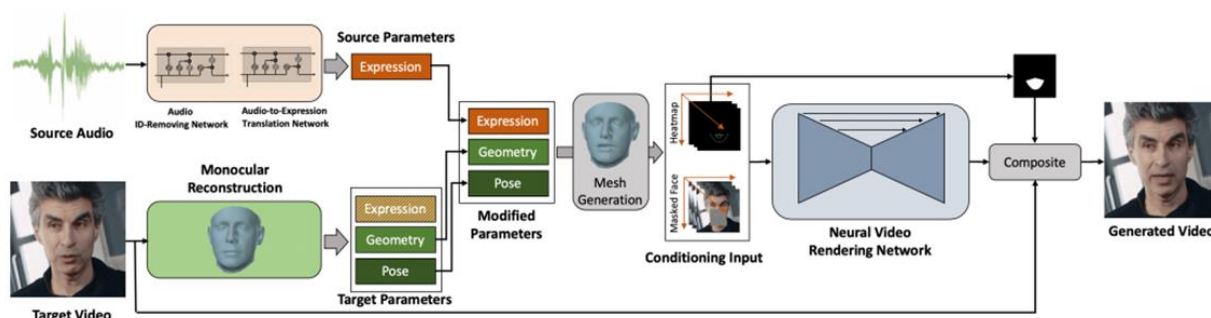 Source Audio
Audio
ID-Removing Network
Audio-to-Expression
Translation Network
Source Parameters
Expression
Target Video
Monocular
Reconstruction
Expression
Geometry
Pose
Target Parameters
Expression
Geometry
Pose
Modified
Parameters
Mesh
Generation
Heatmap
Masked Face
Conditioning Input
Neural Video
Rendering Network
Composite
Generated Video